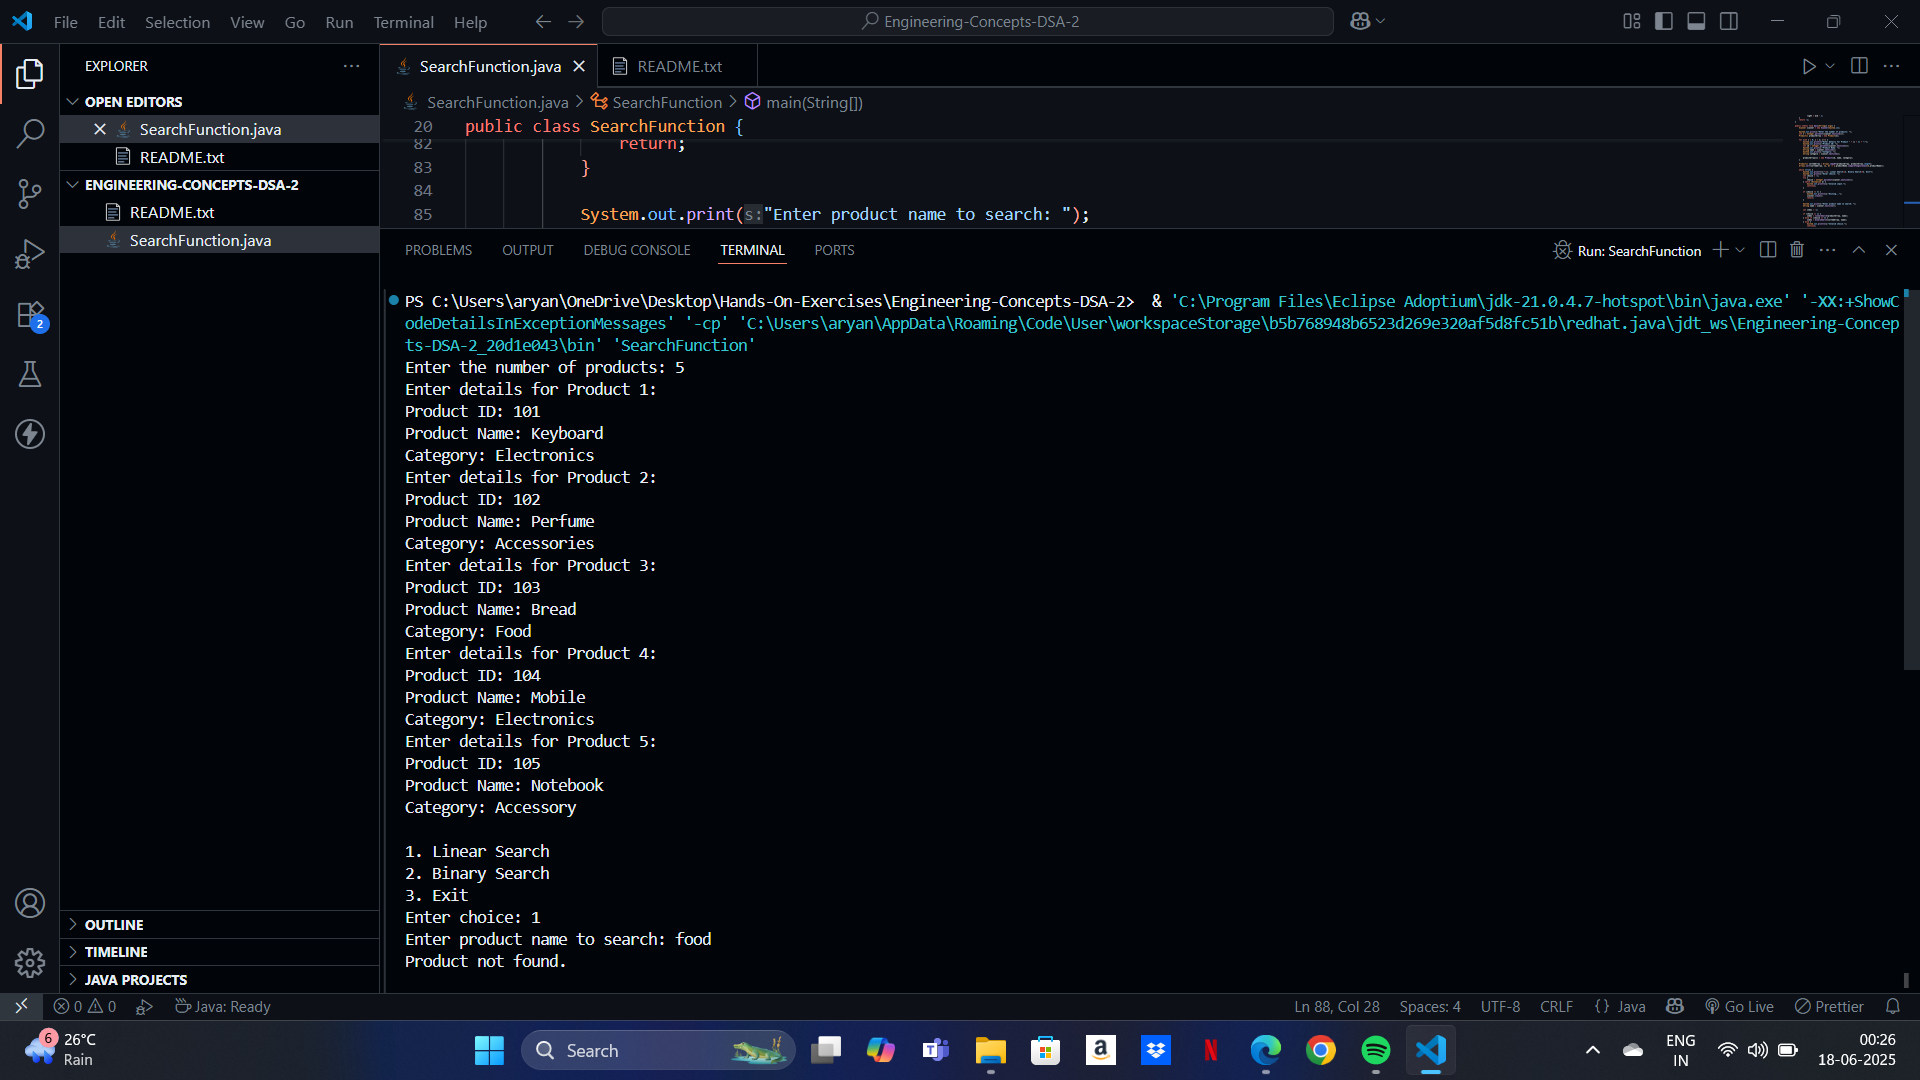 File Edit Selection View Go Run Terminal Help
Engineering-Concepts-DSA-2
EXPLORER
OPEN EDITORS
SearchFunction.java
README.txt
ENGINEERING-CONCEPTS-DSA-2
README.txt
SearchFunction.java
2
OUTLINE
TIMELINE
JAVA PROJECTS
SearchFunction.java README.txt
SearchFunction.java SearchFunction main(String[])
20 public class SearchFunction {
82 return;
83 }
84
85 System.out.print(s:"Enter product name to search: ");
PROBLEMS OUTPUT DEBUG CONSOLE TERMINAL PORTS
Run: SearchFunction
PS C:\Users\aryan\OneDrive\Desktop\Hands-On-Exercises\Engineering-Concepts-DSA-2> & 'C:\Program Files\Eclipse Adoptium\jdk-21.0.4.7-hotspot\bin\java.exe' '-XX:+ShowC
odeDetailsInExceptionMessages' '-cp' 'C:\Users\aryan\AppData\Roaming\Code\User\workspaceStorage\b5b768948b6523d269e320af5d8fc51b\redhat.java\jdt_ws\Engineering-Concep
ts-DSA-2_20d1e043\bin' 'SearchFunction'
Enter the number of products: 5
Enter details for Product 1:
Product ID: 101
Product Name: Keyboard
Category: Electronics
Enter details for Product 2:
Product ID: 102
Product Name: Perfume
Category: Accessories
Enter details for Product 3:
Product ID: 103
Product Name: Bread
Category: Food
Enter details for Product 4:
Product ID: 104
Product Name: Mobile
Category: Electronics
Enter details for Product 5:
Product ID: 105
Product Name: Notebook
Category: Accessory
1. Linear Search
2. Binary Search
3. Exit
Enter choice: 1
Enter product name to search: food
Product not found.
0 0 Java: Ready
Ln 88, Col 28 Spaces: 4 UTF-8 CRLF {} Java Go Live Prettier
6 26°C
Rain
Search
ENG
IN
00:26
18-06-2025